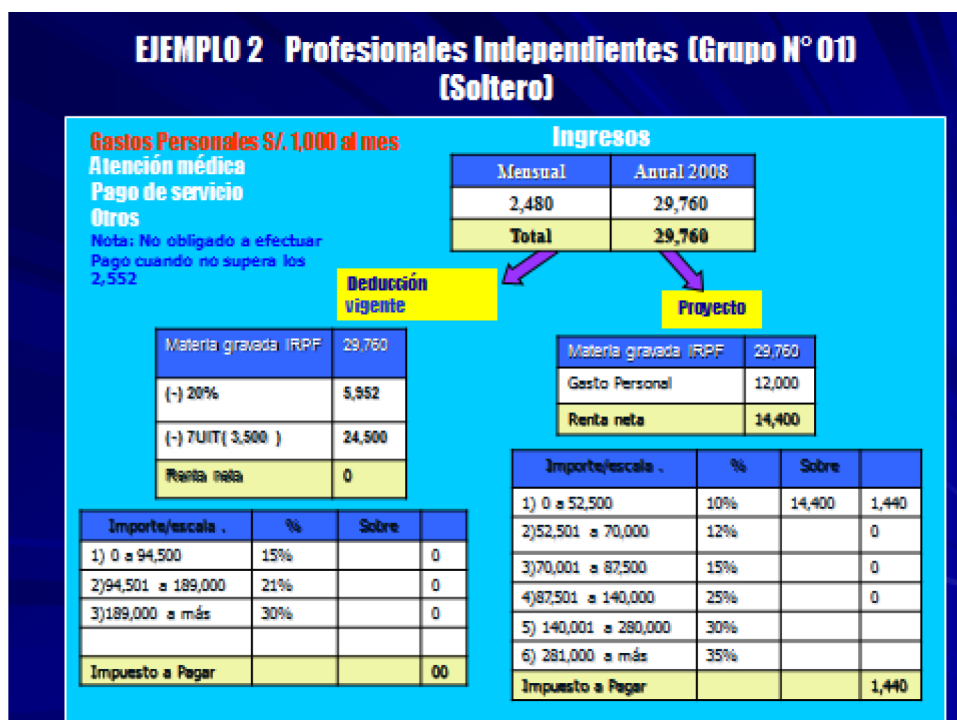 EJEMPLO 2 Profesionales Independientes (Grupo N° 01)
(Soltero)
Gastos Personales S/. 1,000 al mes
Atención médica
Pago de servicio
Otros
Nota: No obligado a efectuar
Pago cuando no supera los
2,552
Ingresos
Mensual Anual 2008
2,480 29,760
Total 29,760
Deducción
vigente
Proyecto
Materia gravada IRPF 29,760
(-) 20% 5,952
(-) 7UIT( 3,500 ) 24,500
Renta neta 0
Importe/escala . % Sobre
1) 0 a 94,500 15% 0
2)94,501 a 189,000 21% 0
3)189,000 a más 30% 0
Impuesto a Pagar 00
Materia gravada IRPF 29,760
Gasto Personal 12,000
Renta neta 14,400
Importe/escala . % Sobre
1) 0 a 52,500 10% 14,400 1,440
2)52,501 a 70,000 12% 0
3)70,001 a 87,500 15% 0
4)87,501 a 140,000 25% 0
5) 140,001 a 280,000 30%
6) 281,000 a más 35%
Impuesto a Pagar 1,440